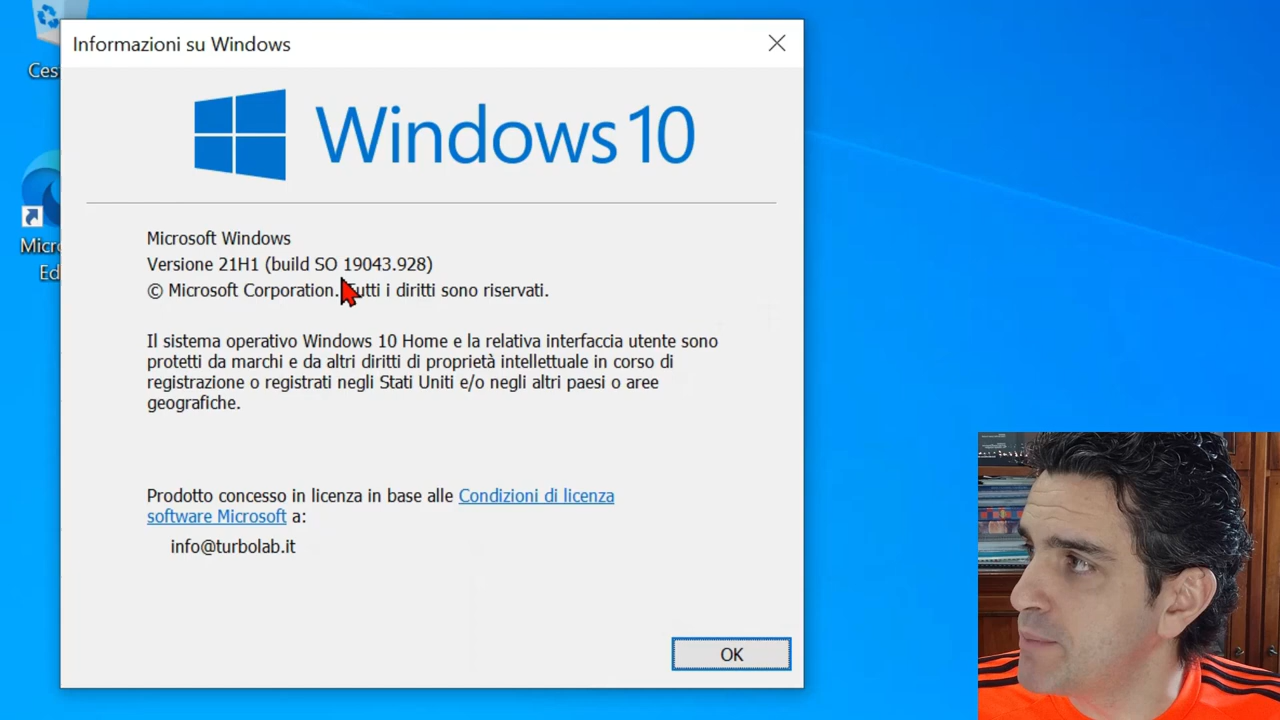 Informazioni su Windows
Windows 10
Microsoft Windows
Versione 21H1 (build SO 19043.928)
© Microsoft Corporation. Tutti i diritti sono riservati.
Il sistema operativo Windows 10 Home e la relativa interfaccia utente sono
protetti da marchi e da altri diritti di proprietà intellettuale in corso di
registrazione o registrati negli Stati Uniti e/o negli altri paesi o aree
geografiche.
Prodotto concesso in licenza in base alle Condizioni di licenza
software Microsoft a:
info@turbolab.it
OK
Ces
Micr
Ed